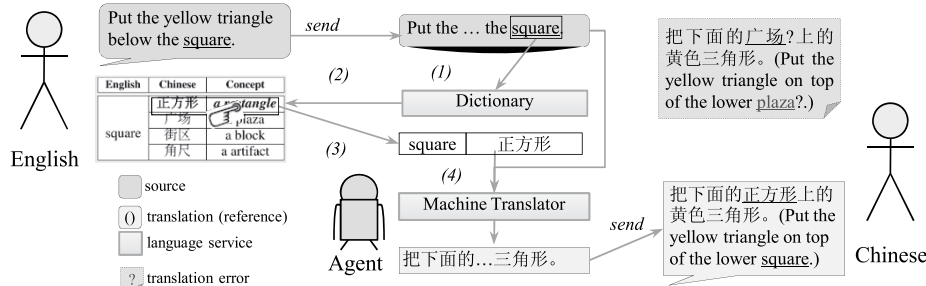 Put the yellow triangle
below the square.
send
Put the … the square.
(1)
(2)
Dictionary
English Chinese Concept
square
正方形 a rectangle
广场 plaza
街区 a block
角尺 a artifact
(3)
square 正方形
(4)
Machine Translator
把下面的…三角形。
send
English
source
() translation (reference)
language service
? translation error
Agent
把下面的广场?上的
黄色三角形。(Put the
yellow triangle on top
of the lower plaza?.)
把下面的正方形上的
黄色三角形。(Put the
yellow triangle on top
of the lower square.)
Chinese